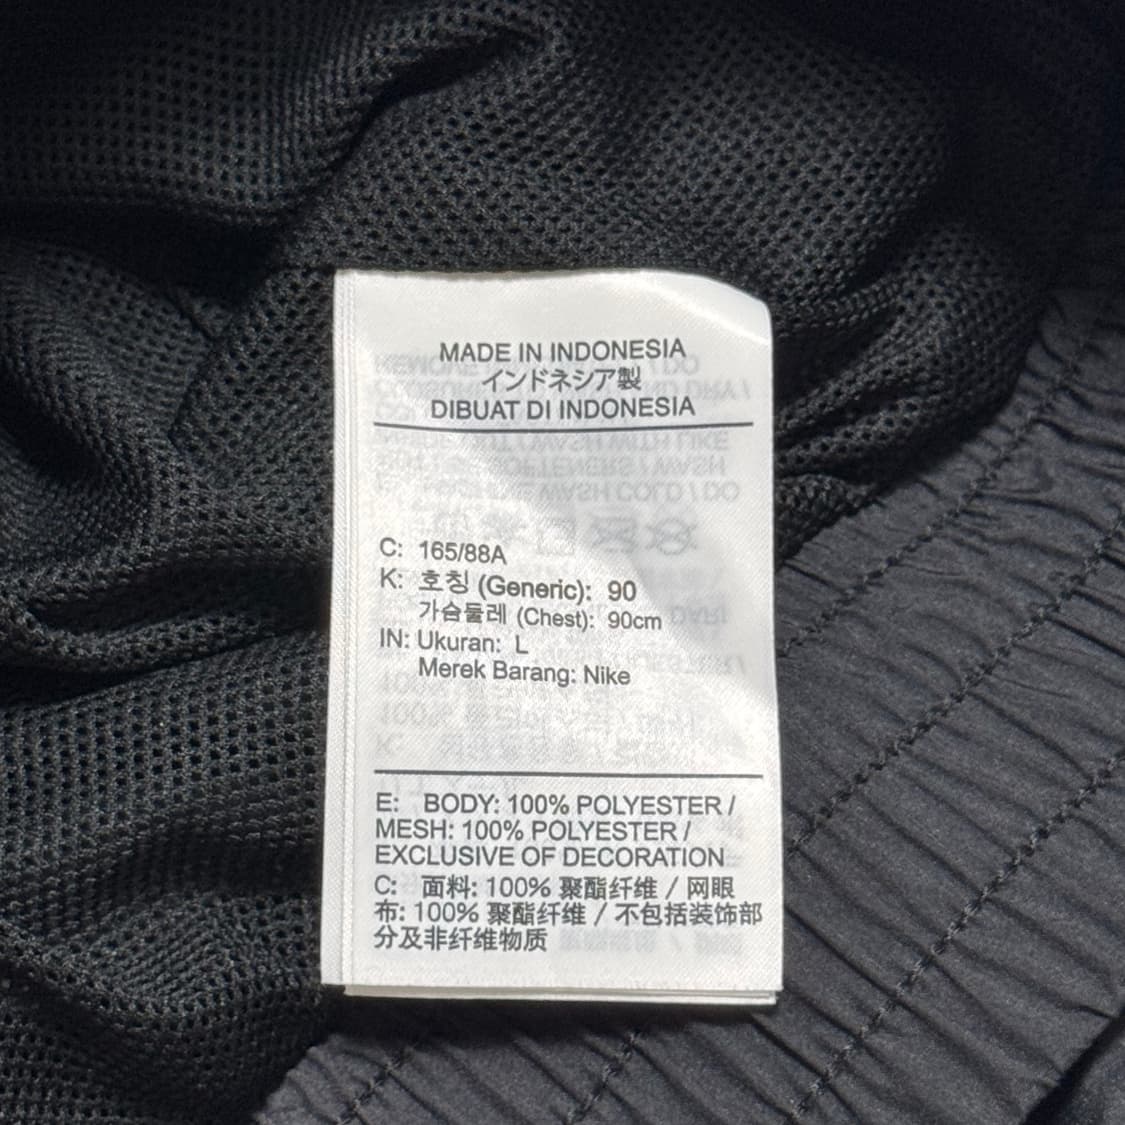 MADE IN INDONESIA
インドネシア製
DIBUAT DI INDONESIA
C: 165/88A
K: 호칭 (Generic): 90
가슴둘레 (Chest): 90cm
IN: Ukuran: L
Merek Barang: Nike
E: BODY: 100% POLYESTER /
MESH: 100% POLYESTER /
EXCLUSIVE OF DECORATION
C: 面料: 100% 聚酯纤维 / 网眼
布: 100% 聚酯纤维 / 不包括装饰部
分及非纤维物质